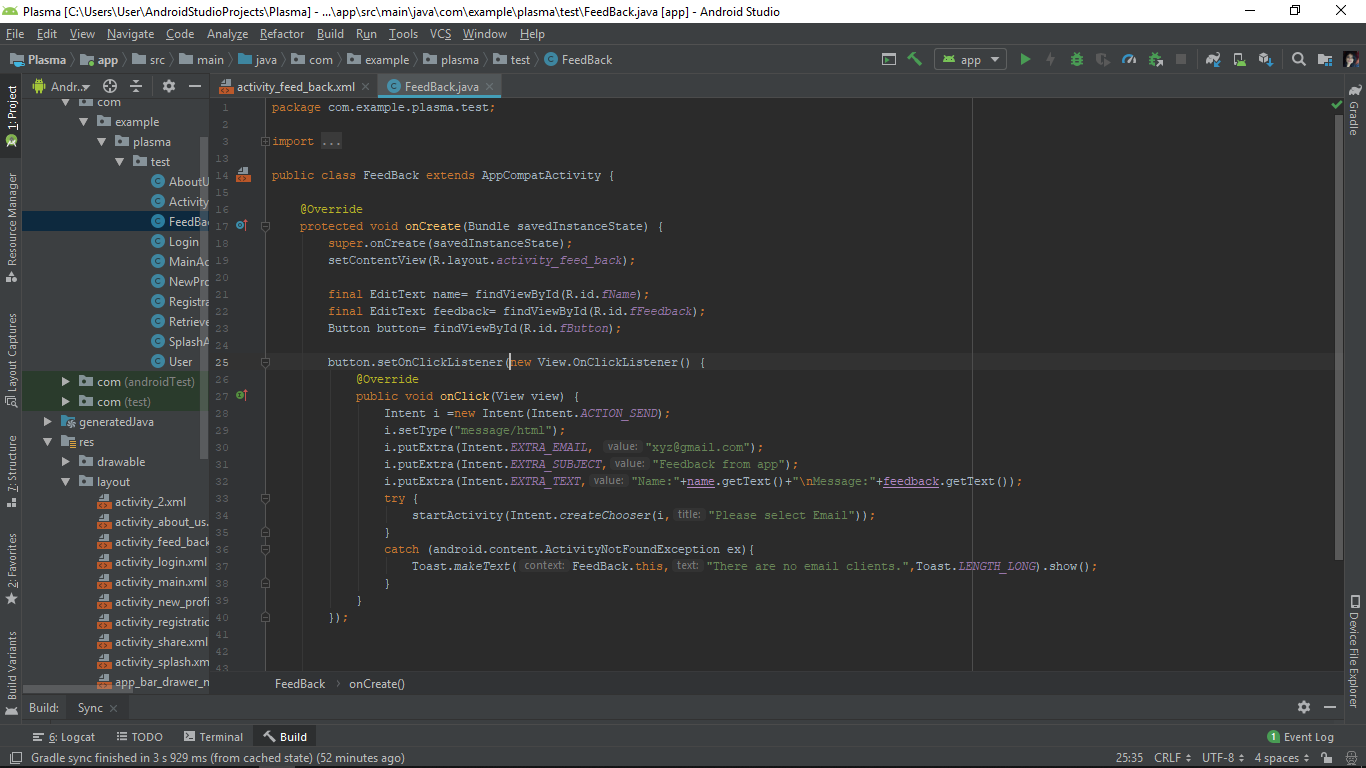 Plasma [C:\Users\User\AndroidStudioProjects\Plasma] - ...\app\src\main\java\com\example\plasma\test\FeedBack.java [app] - Android Studio
File Edit View Navigate Code Analyze Refactor Build Run Tools VCS Window Help
Plasma app src main java com example plasma test FeedBack app
Andr..
activity_feed_back.xml FeedBack.java
1: Project
Resource Manager
Layout Captures
7: Structure
2: Favorites
Build Variants
com
example
plasma
test
AboutU
Activity
FeedBa
Login
MainAc
NewPro
Registra
Retrieve
SplashA
User
com (androidTest)
com (test)
generatedJava
res
drawable
layout
activity_2.xml
activity_about_us.
activity_feed_back
activity_login.xml
activity_main.xml
activity_new_profi
activity_registratio
activity_share.xml
activity_splash.xm
app_bar_drawer_n
1 package com.example.plasma.test;
2
3 import ...
13
14 public class FeedBack extends AppCompatActivity {
15
16 @Override
17 protected void onCreate(Bundle savedInstanceState) {
18 super.onCreate(savedInstanceState);
19 setContentView(R.layout.activity_feed_back);
20
21 final EditText name= findViewById(R.id.fName);
22 final EditText feedback= findViewById(R.id.fFeedback);
23 Button button= findViewById(R.id.fButton);
24
25 button.setOnClickListener(new View.OnClickListener() {
26 @Override
27 public void onClick(View view) {
28 Intent i =new Intent(Intent.ACTION_SEND);
29 i.setType("message/html");
30 i.putExtra(Intent.EXTRA_EMAIL, value: "xyz@gmail.com");
31 i.putExtra(Intent.EXTRA_SUBJECT, value: "Feedback from app");
32 i.putExtra(Intent.EXTRA_TEXT, value: "Name:"+name.getText()+"\nMessage:"+feedback.getText());
33 try {
34 startActivity(Intent.createChooser(i, title: "Please select Email"));
35 }
36 catch (android.content.ActivityNotFoundException ex){
37 Toast.makeText( context: FeedBack.this, text: "There are no email clients.",Toast.LENGTH_LONG).show();
38 }
39 }
40 });
41
42
43
Gradle
Device File Explorer
FeedBack › onCreate()
Build: Sync
6: Logcat TODO Terminal Build 1 Event Log
Gradle sync finished in 3 s 929 ms (from cached state) (52 minutes ago) 25:35 CRLF UTF-8 4 spaces